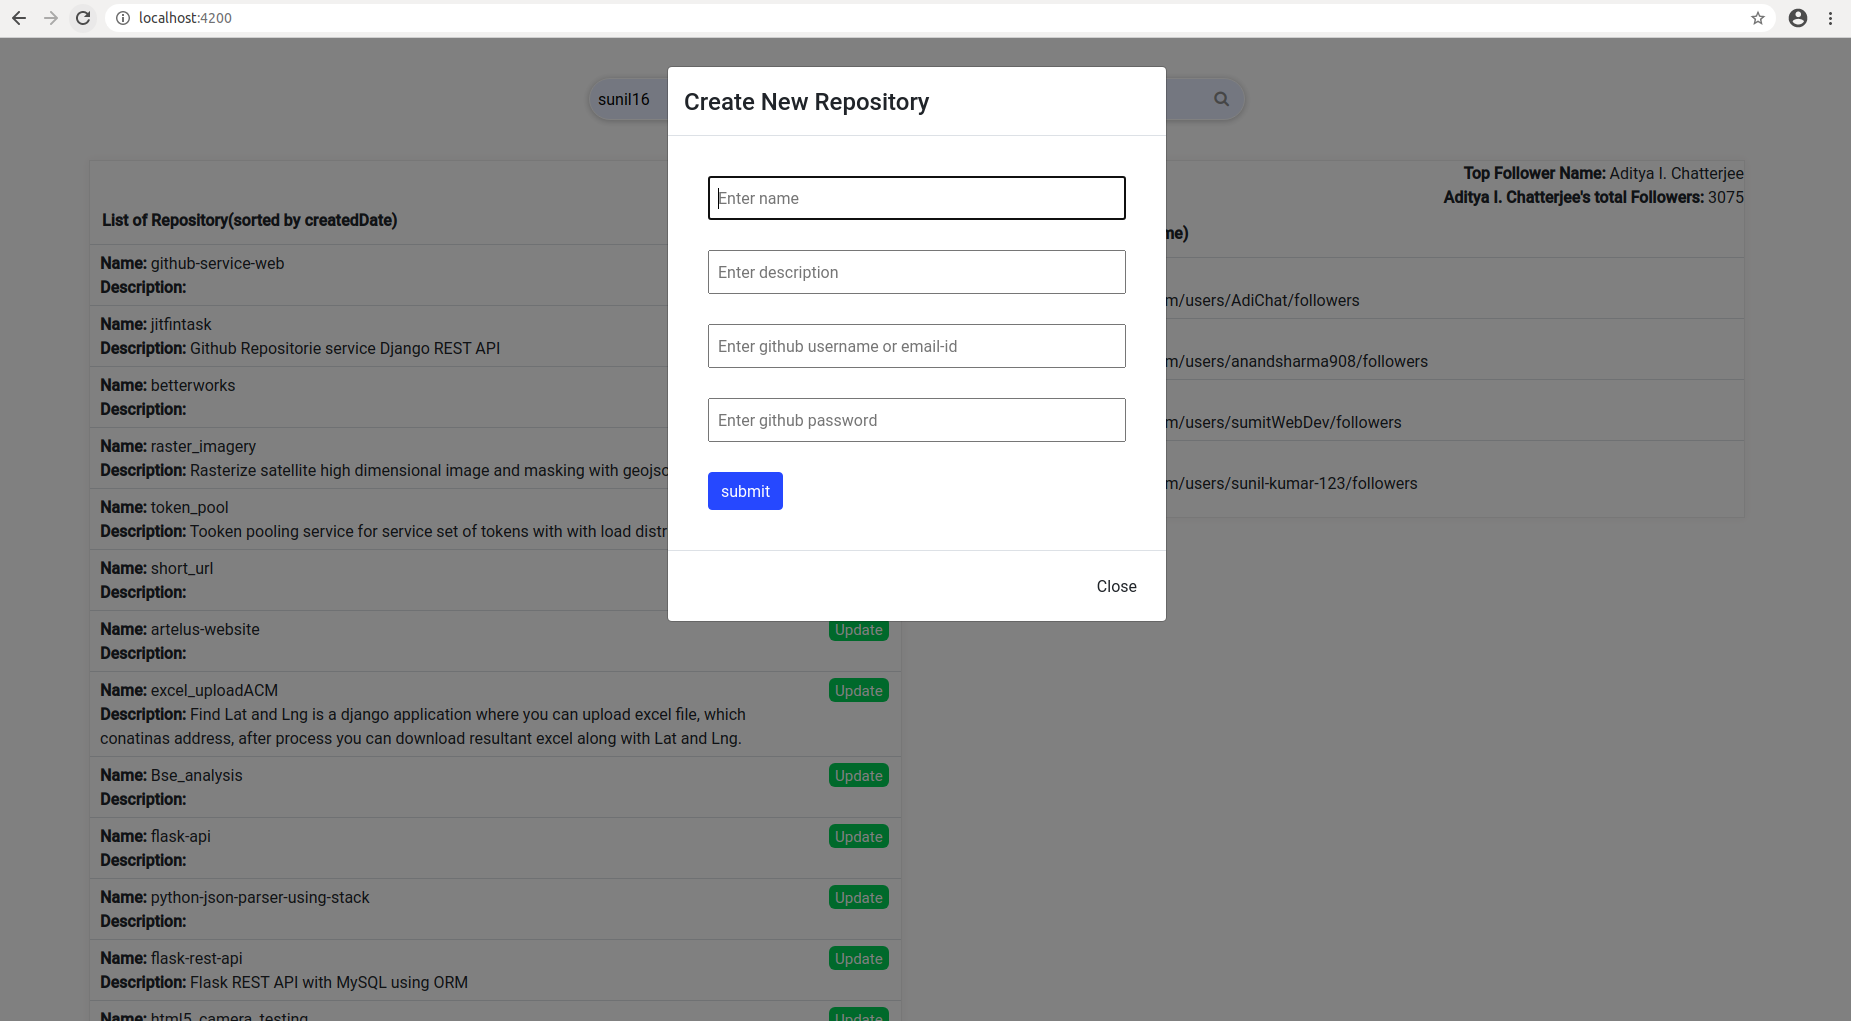 localhost:4200
sunil16
Create New Repository
Enter name
Enter description
Enter github username or email-id
Enter github password
submit
Close
List of Repository(sorted by createdDate)
Name: github-service-web
Description:
Name: jitfintask
Description: Github Repositorie service Django REST API
Name: betterworks
Description:
Name: raster_imagery
Description: Rasterize satellite high dimensional image and masking with geojsc
Name: token_pool
Description: Tooken pooling service for service set of tokens with with load distr
Name: short_url
Description:
Name: artelus-website
Update
Description:
Name: excel_uploadACM
Update
Description: Find Lat and Lng is a django application where you can upload excel file, which
conatinas address, after process you can download resultant excel along with Lat and Lng.
Name: Bse_analysis
Update
Description:
Name: flask-api
Update
Description:
Name: python-json-parser-using-stack
Update
Description:
Name: flask-rest-api
Update
Description: Flask REST API with MySQL using ORM
Name: html5_camera_testing
Update
Top Follower Name: Aditya I. Chatterjee
Aditya I. Chatterjee's total Followers: 3075
ne)
m/users/AdiChat/followers
m/users/anandsharma908/followers
m/users/sumitWebDev/followers
m/users/sunil-kumar-123/followers